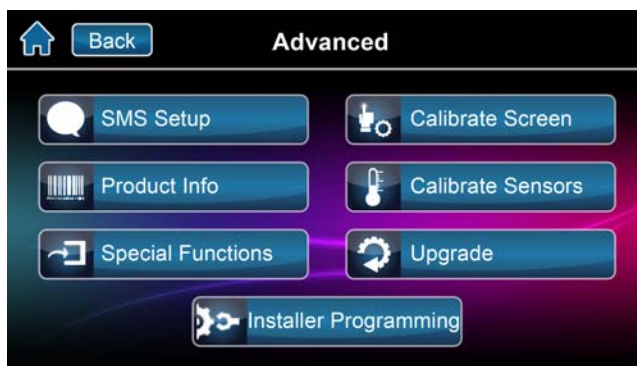 Back
Advanced
SMS Setup
Calibrate Screen
Product Info
Calibrate Sensors
Special Functions
Upgrade
Installer Programming